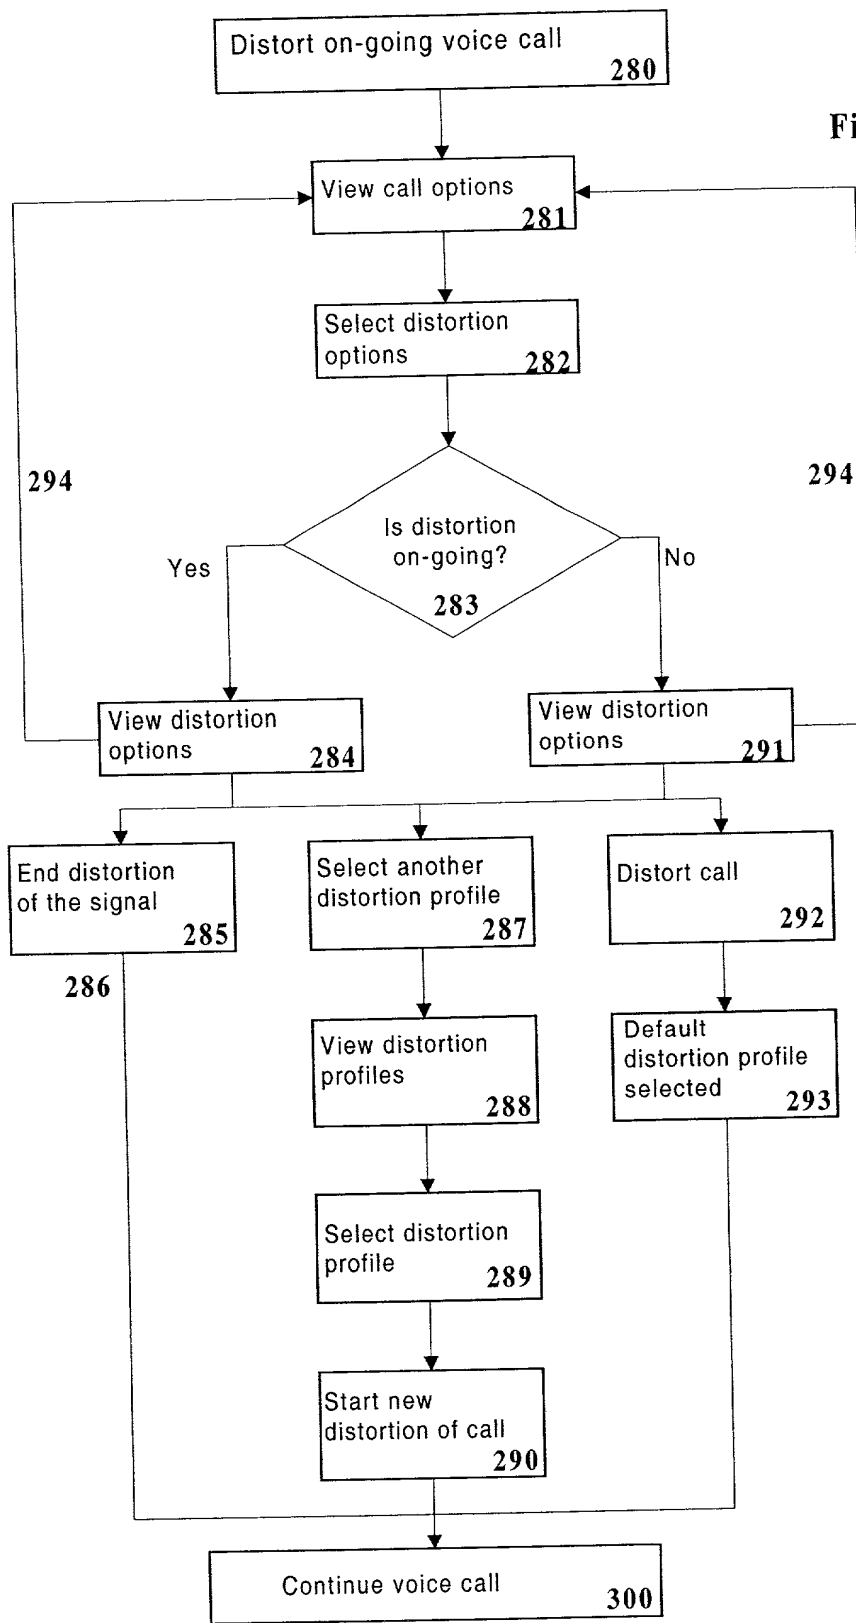 Distort on-going voice call
280
Fi
View call options
281
Select distortion
options
282
294
294
Is distortion
on-going?
283
Yes
No
View distortion
options
284
View distortion
options
291
End distortion
of the signal
285
Select another
distortion profile
287
Distort call
292
286
View distortion
profiles
288
Default
distortion profile
selected
293
Select distortion
profile
289
Start new
distortion of call
290
Continue voice call
300